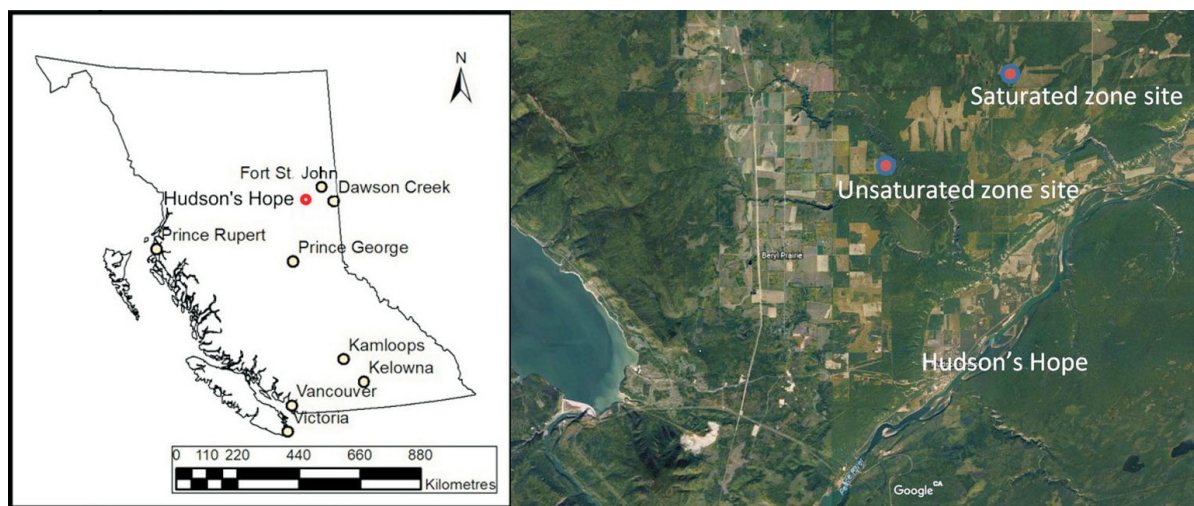 N
Fort St. John
Dawson Creek
Hudson's Hope
Prince Rupert
Prince George
Kamloops
Kelowna
Vancouver
Victoria
0 110 220 440 660 880
Kilometres
Saturated zone site
Unsaturated zone site
Beryl Prairie
Hudson's Hope
Google CA